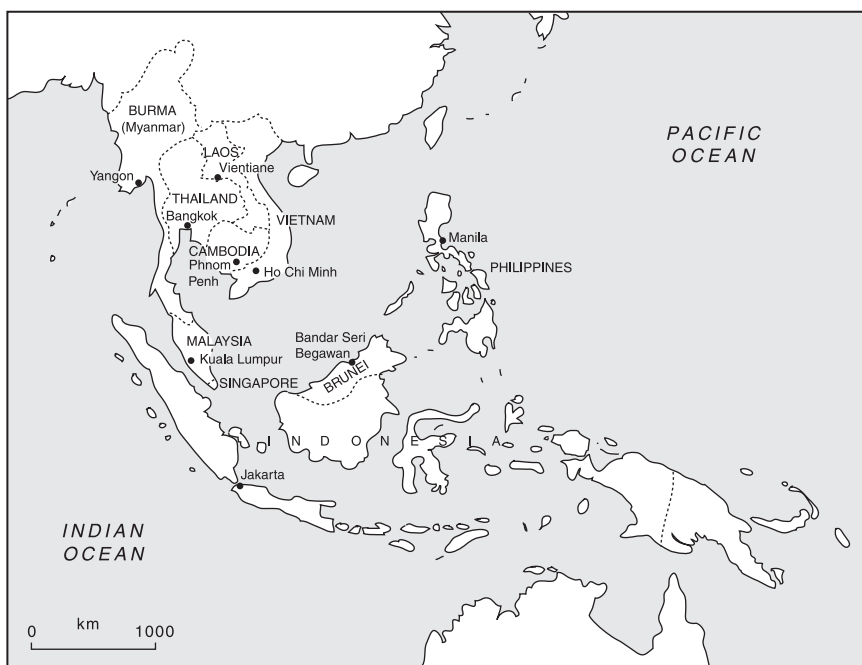 BURMA
(Myanmar)
PACIFIC
OCEAN
LAOS
Vientiane
Yangon
THAILAND
Bangkok
VIETNAM
Manila
CAMBODIA
Phnom
Penh
Ho Chi Minh
PHILIPPINES
MALAYSIA
Kuala Lumpur
Bandar Seri
Begawan
SINGAPORE
BRUNEI
INDONESIA
Jakarta
INDIAN
OCEAN
km
0 1000